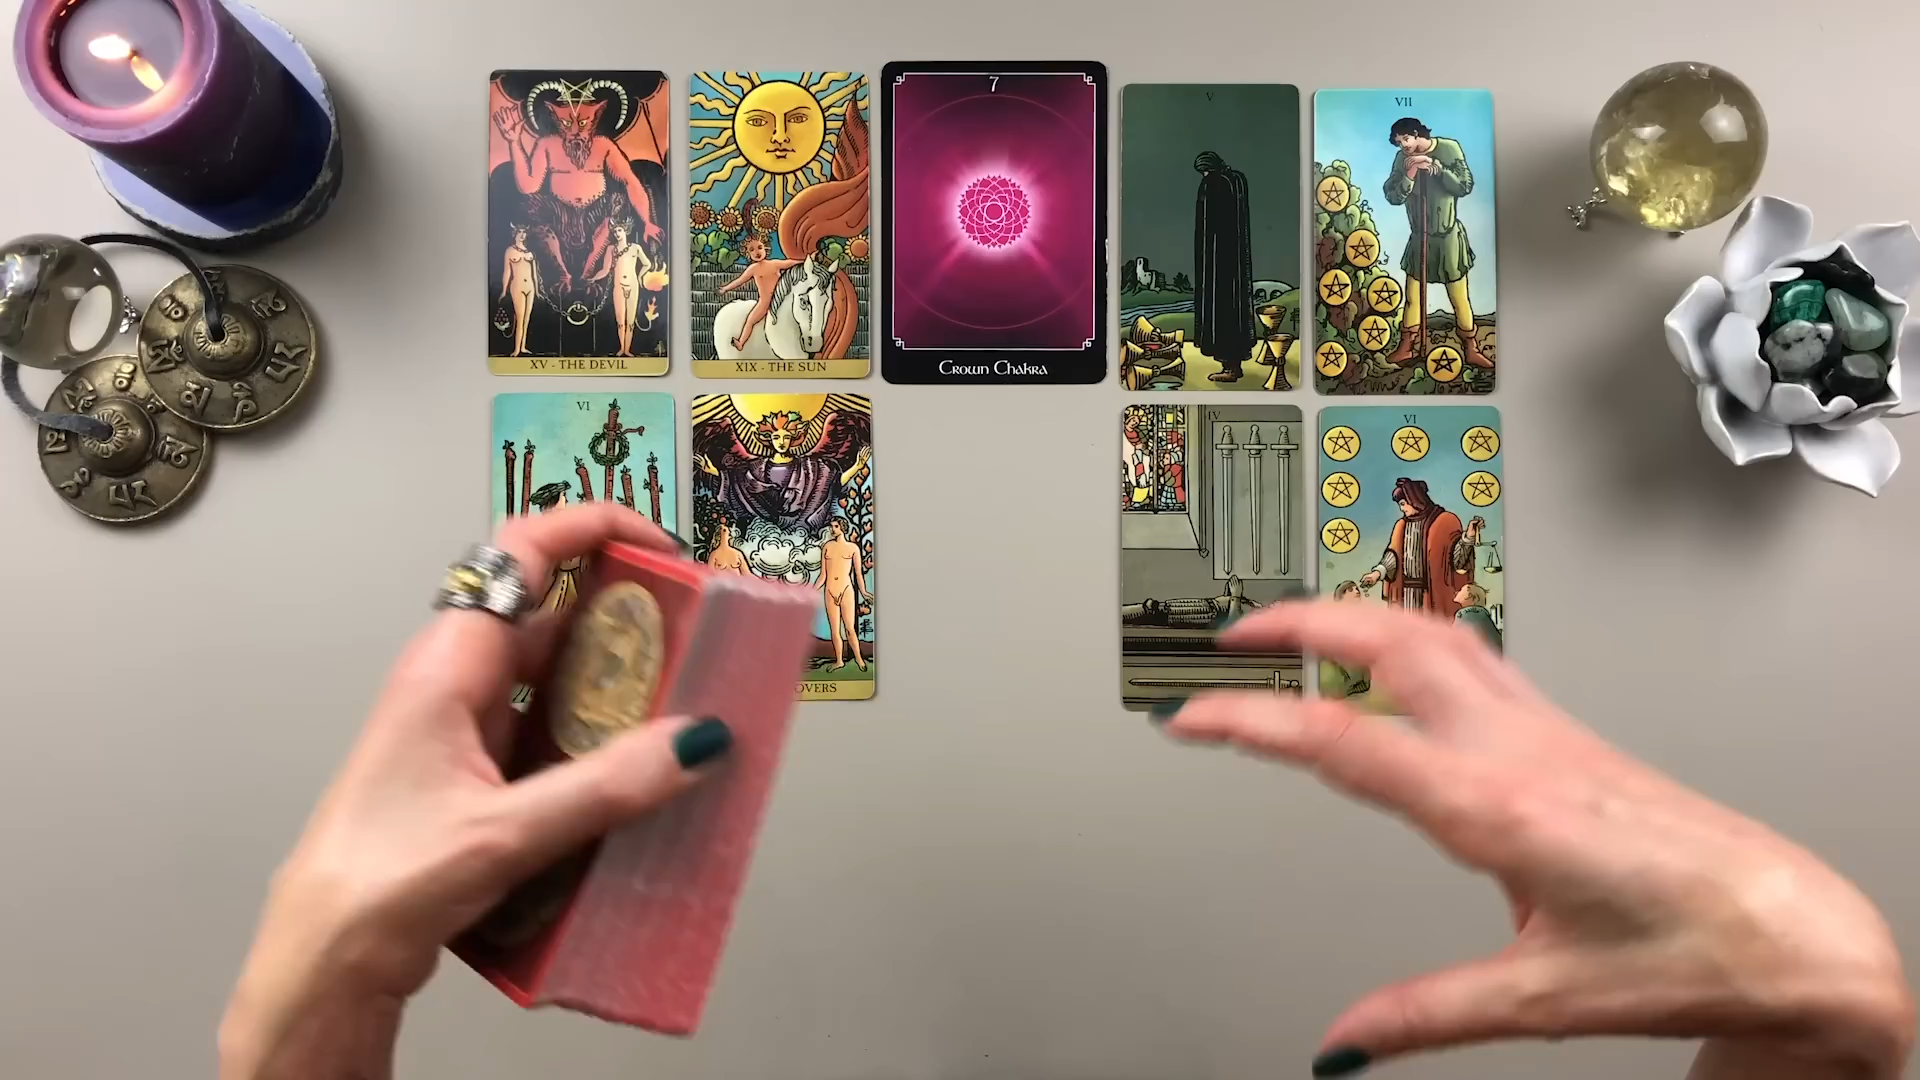 7
V
VII
XV - THE DEVIL
XIX - THE SUN
Crown Chakra
VI
IV
VI
OVERS